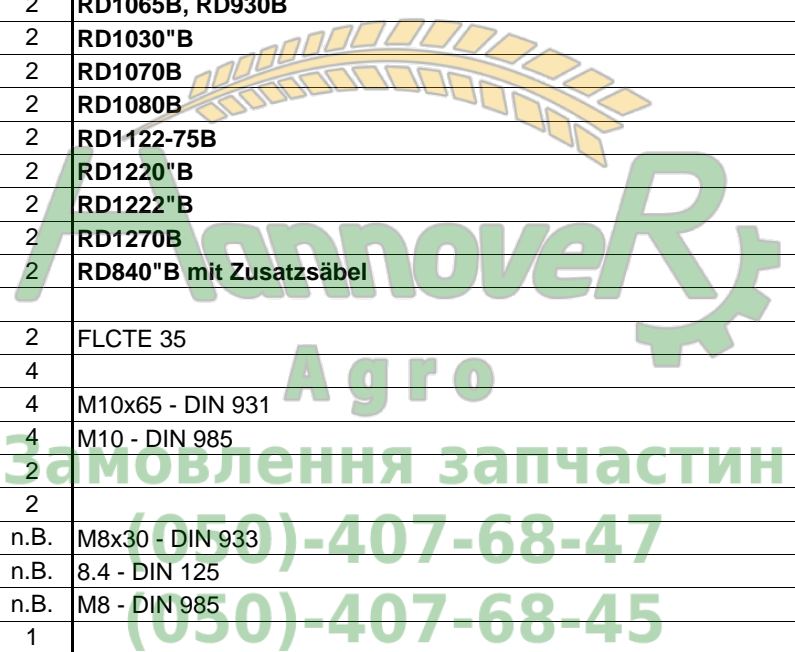 2 RD1065B, RD930B
2 RD1030"B
2 RD1070B
2 RD1080B
2 RD1122-75B
2 RD1220"B
2 RD1222"B
2 RD1270B
2 RD840"B mit Zusatzsäbel
HannoveR
2 FLCTE 35
Agro
4
4 M10x65 - DIN 931
4 M10 - DIN 985
Замовлення запчастин
2
2
n.B. M8x30 - DIN 933
(050)-407-68-47
n.B. 8.4 - DIN 125
n.B. M8 - DIN 985
(050)-407-68-45
1